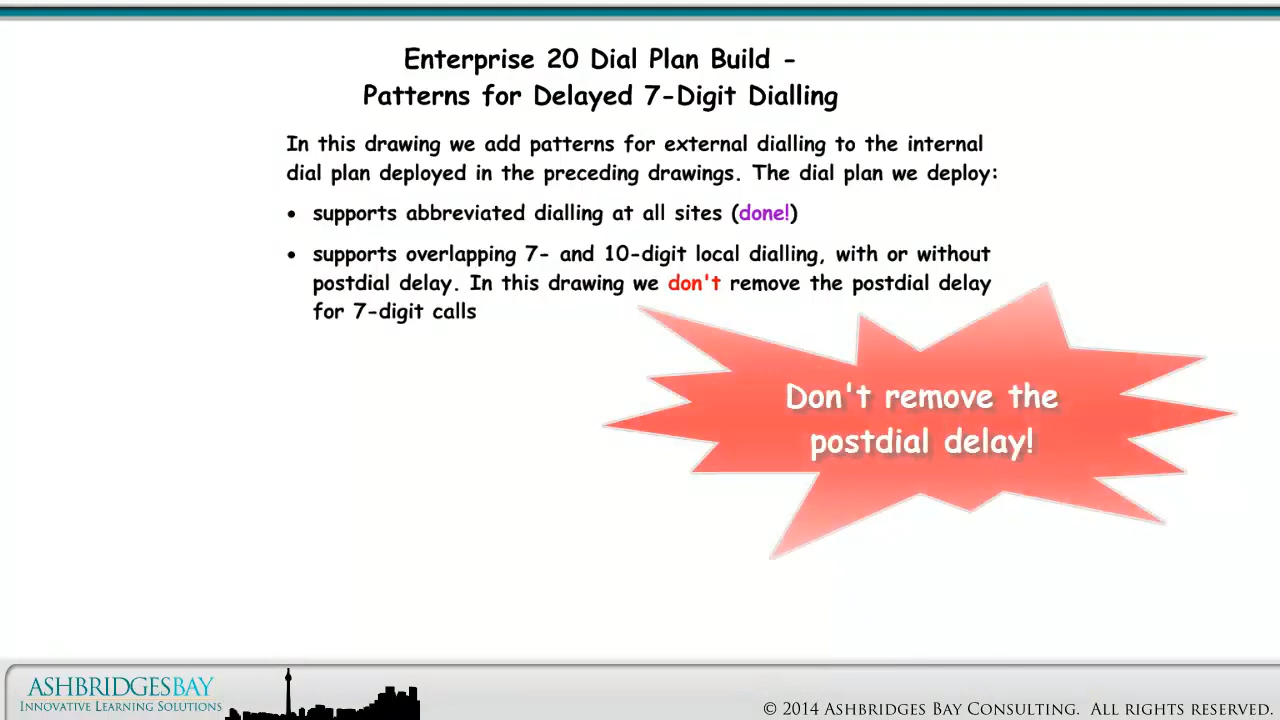 Enterprise 20 Dial Plan Build -
Patterns for Delayed 7-Digit Dialling
In this drawing we add patterns for external dialling to the internal
dial plan deployed in the preceding drawings. The dial plan we deploy:
• supports abbreviated dialling at all sites (done!)
• supports overlapping 7- and 10-digit local dialling, with or without
postdial delay. In this drawing we don't remove the postdial delay
for 7-digit calls
Don't remove the
postdial delay!
ASHBRIDGESBAY
INNOVATIVE LEARNING SOLUTIONS
© 2014 ASHBRIDGES BAY CONSULTING. ALL RIGHTS RESERVED.